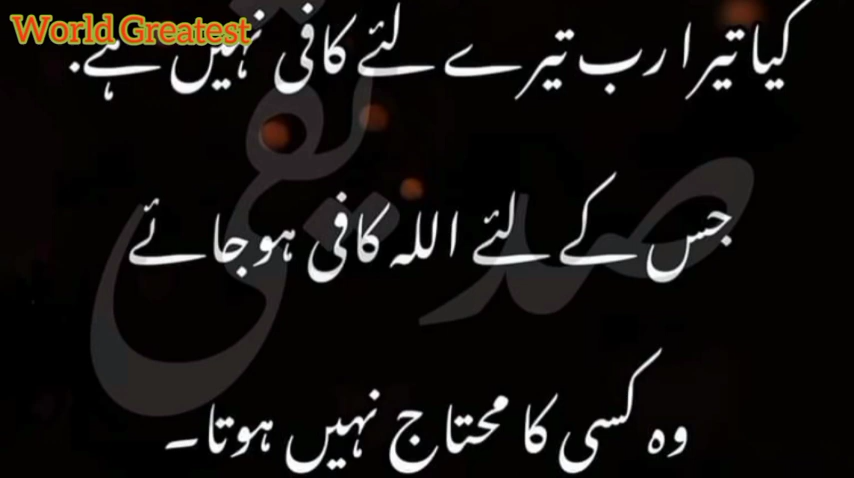 World Greatest
کیا تیرا رب تیرے لئے کافی نہیں ہے.
جس کے لئے اللہ کافی ہو جائے
وہ کسی کا محتاج نہیں ہوتا۔
صدیقی